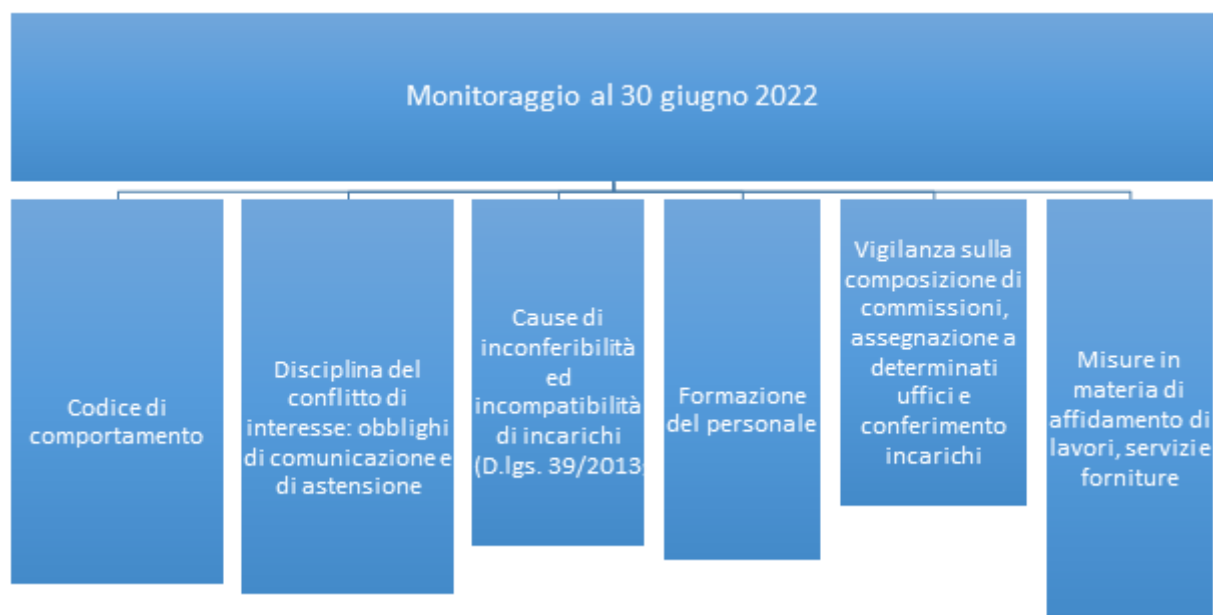 Monitoraggio al 30 giugno 2022
Codice di
comportamento
Disciplina del
conflitto di
interesse: obblighi
di comunicazione e
di astensione
Cause di
inconferibilità
ed
incompatibilità
di incarichi
(D.lgs. 39/2013
Formazione
del personale
Vigilanza sulla
composizione di
commissioni,
assegnazione a
determinati
uffici e
conferimento
incarichi
Misure in
materia di
affidamento di
lavori, servizi e
forniture